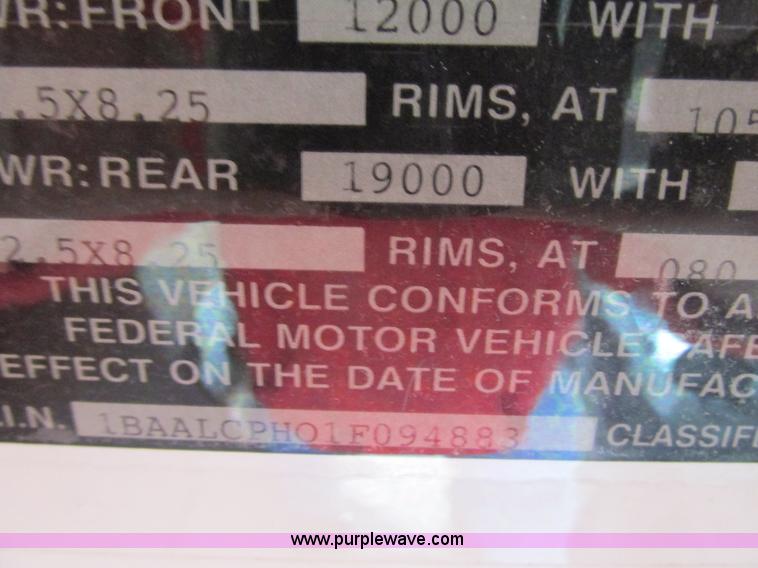 WR:FRONT 12000 WITH
.5X8.25 RIMS, AT 105
WR:REAR 19000 WITH
2.5X8.25 RIMS, AT 080
THIS VEHICLE CONFORMS TO A
FEDERAL MOTOR VEHICLE SAFE
EFFECT ON THE DATE OF MANUFAC
.I.N. 1BAALCPHO1F094883 CLASSIFI
www.purplewave.com